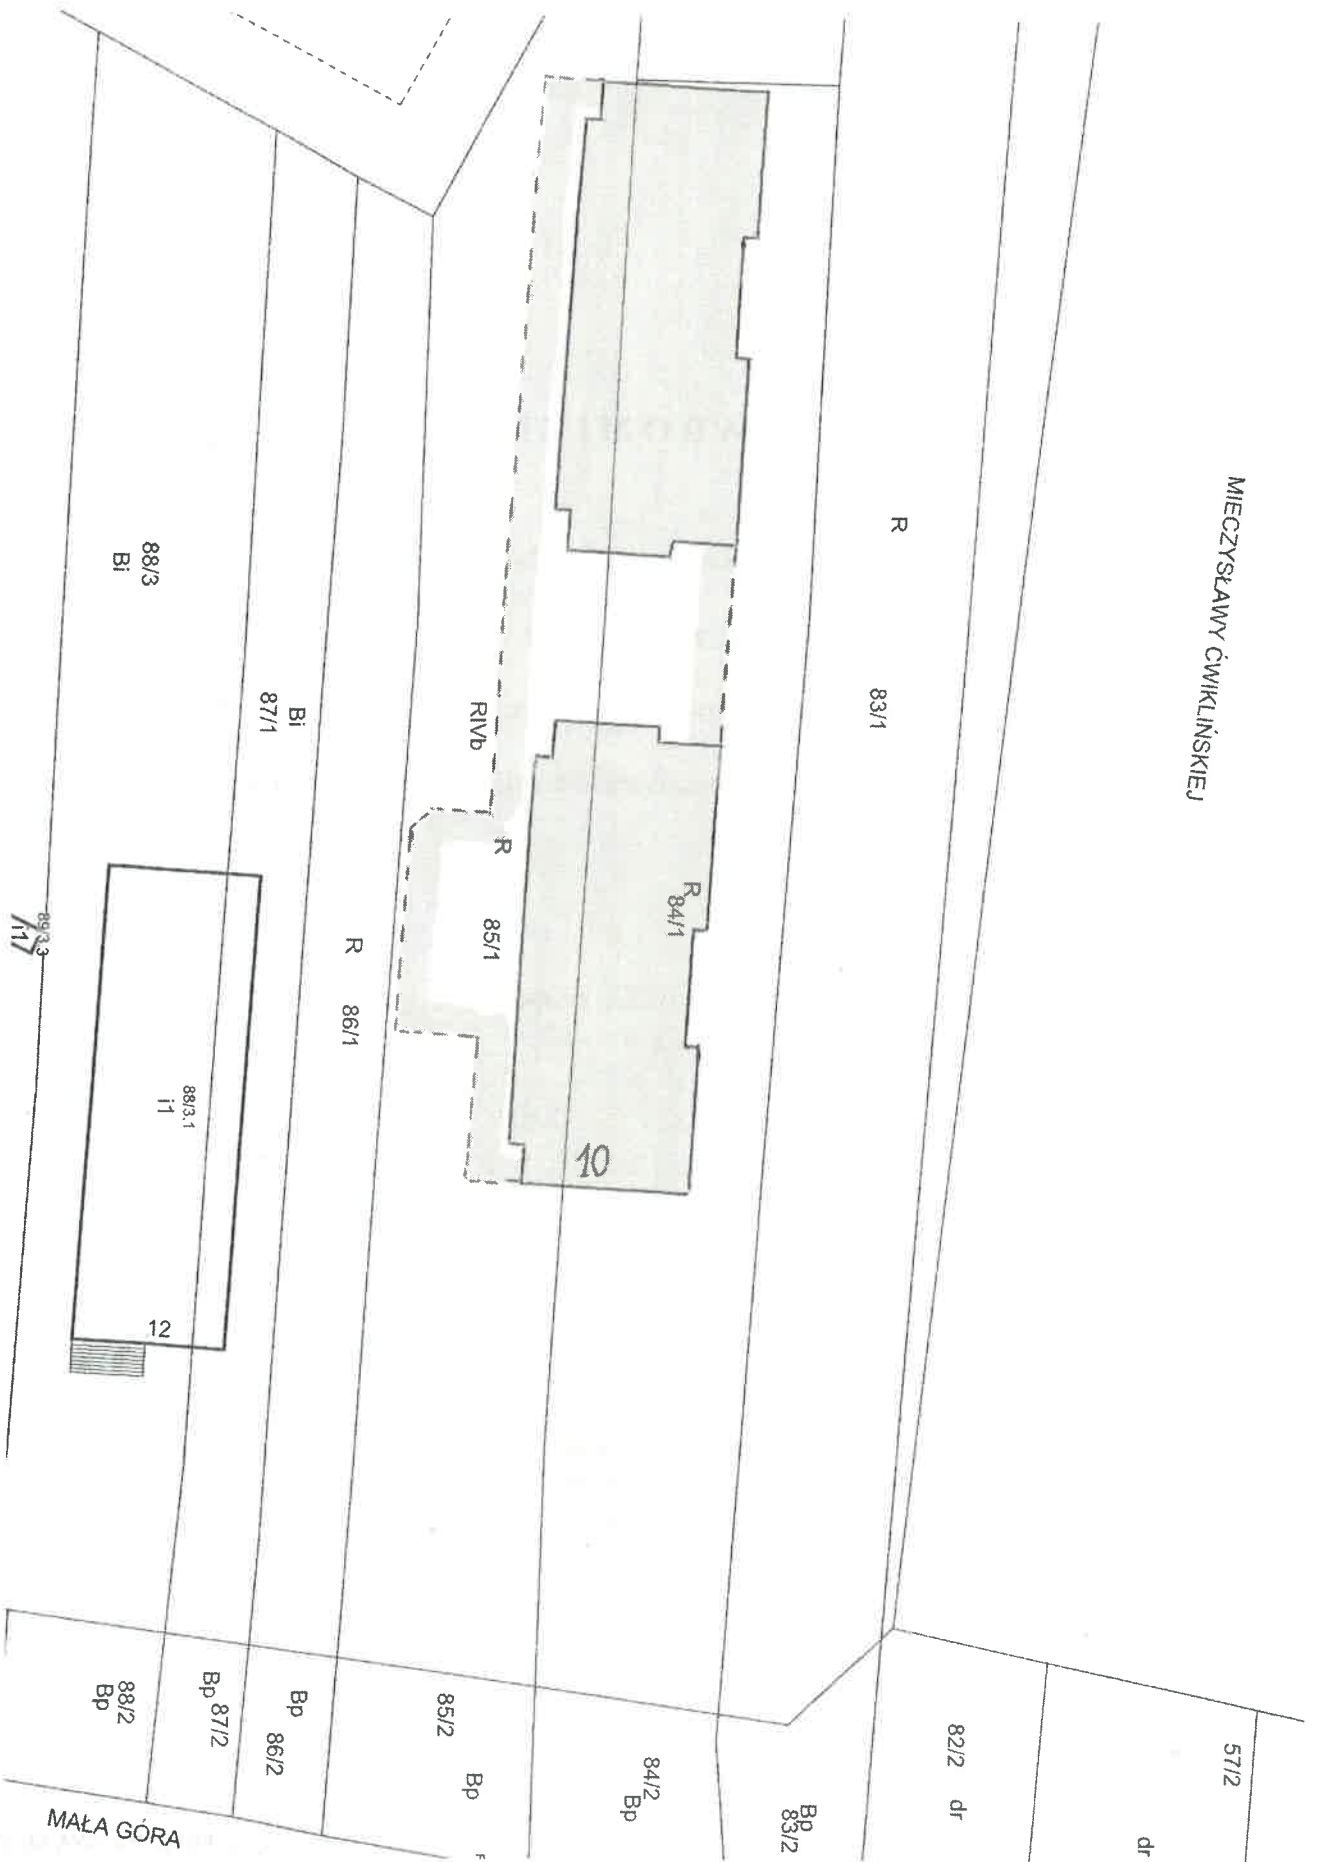 MIECZYSŁAWY ĆWIKLIŃSKIEJ
R
83/1
R
84/1
10
RIVb
R
85/1
R
86/1
Bi
87/1
88/3
Bi
88/3.1
i1
12
89/3.3
i1
57/2
dr
82/2 dr
Bp
83/2
84/2
Bp
85/2
Bp
Bp
86/2
Bp 87/2
88/2
Bp
MAŁA GÓRA